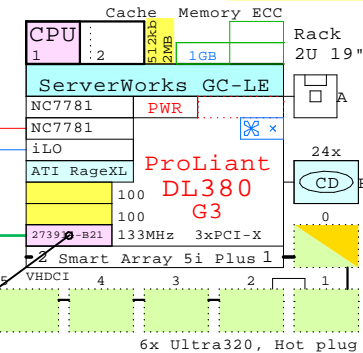 Cache Memory ECC
CPU
1 2
512kb
2MB
1GB
Rack
2U 19"
ServerWorks GC-LE
NC7781 PWR
A
NC7781
iLO
×
24x
ATI RageXL
ProLiant
DL380
G3
CD
100
100
0
133MHz 3xPCI-X
2 Smart Array 5i Plus 1
VHDCI
5 4 3 2 1
6x Ultra320, Hot plug